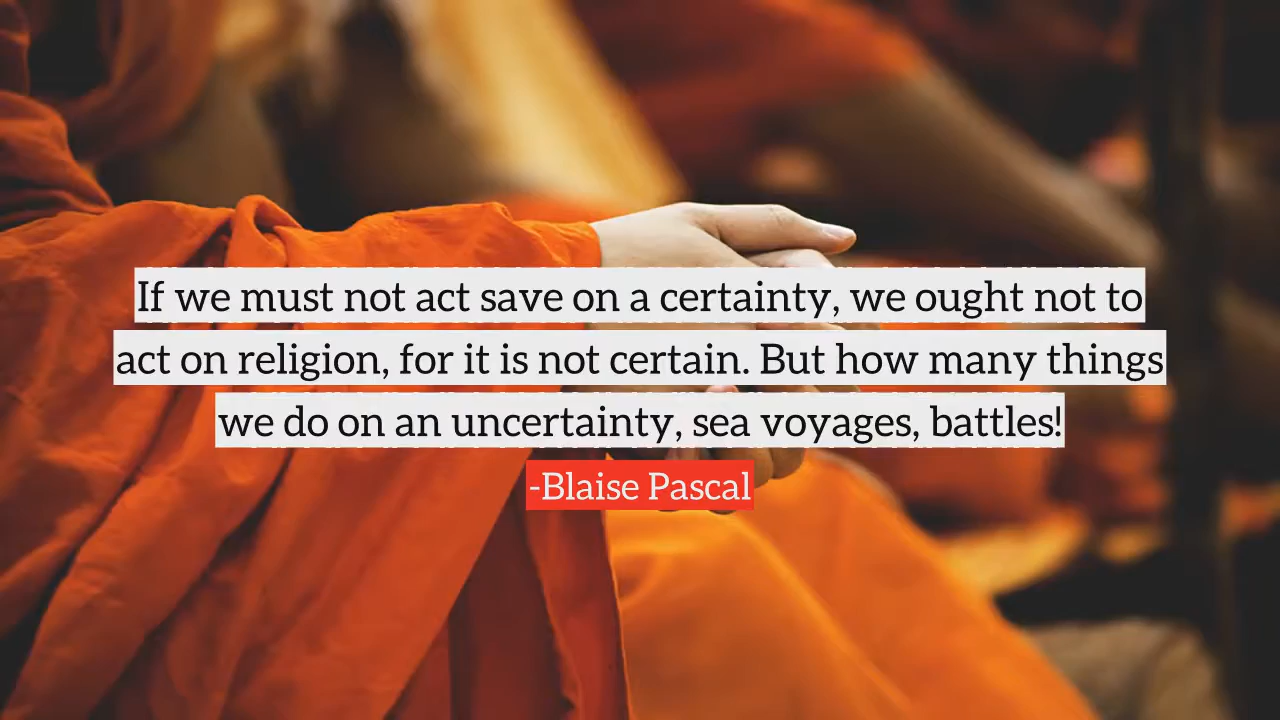 If we must not act save on a certainty, we ought not to
act on religion, for it is not certain. But how many things
we do on an uncertainty, sea voyages, battles!
-Blaise Pascal